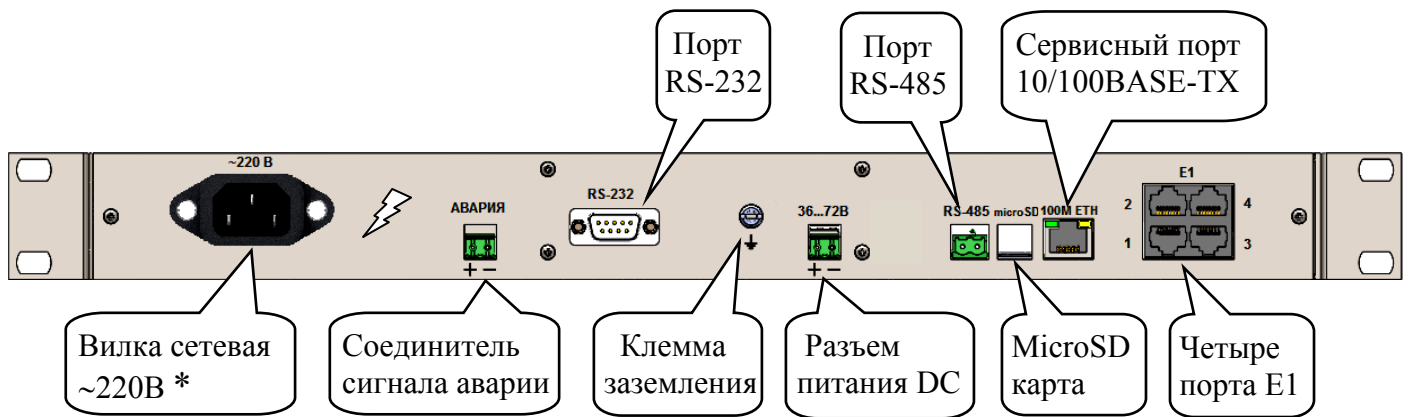 Порт
RS-232
Порт
RS-485
Сервисный порт
10/100BASE-TX
~220 В
АВАРИЯ
+ −
RS-232
36...72В
+ −
RS-485
microSD
100M ETH
E1
2
4
1
3
Вилка сетевая
~220В *
Соединитель
сигнала аварии
Клемма
заземления
Разъем
питания DC
MicroSD
карта
Четыре
порта E1